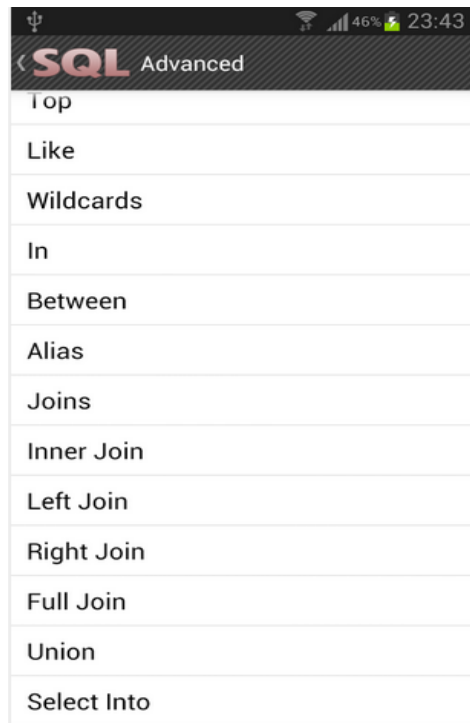 46% 23:43
SQL Advanced
Top
Like
Wildcards
In
Between
Alias
Joins
Inner Join
Left Join
Right Join
Full Join
Union
Select Into